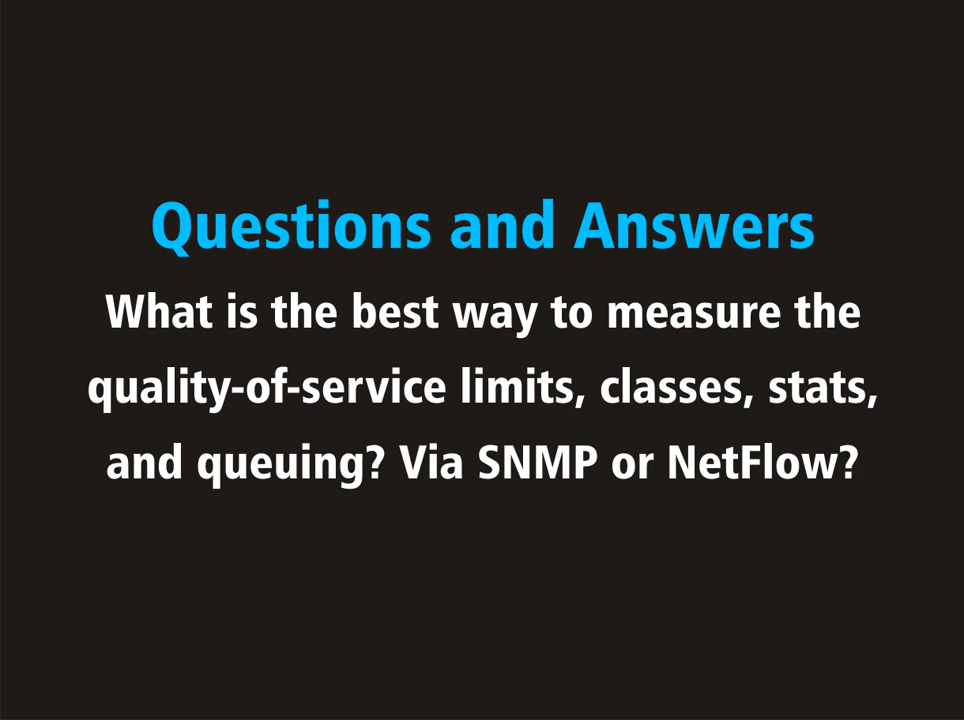 Questions and Answers
What is the best way to measure the
quality-of-service limits, classes, stats,
and queuing? Via SNMP or NetFlow?